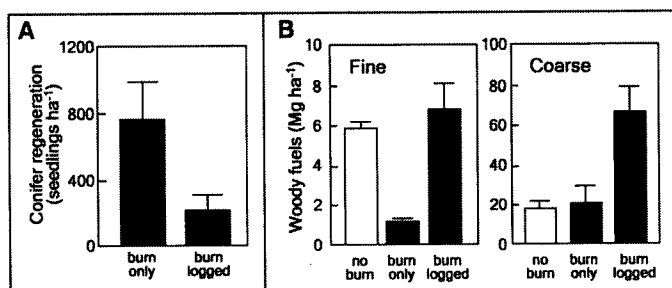 A
Conifer regeneration
(seedlings ha⁻¹)
1200
800
400
0
burn
only
burn
logged
B
Woody fuels (Mg ha⁻¹)
Fine
8
6
4
2
0
no
burn
burn
only
burn
logged
Coarse
100
80
60
40
20
0
no
burn
burn
only
burn
logged